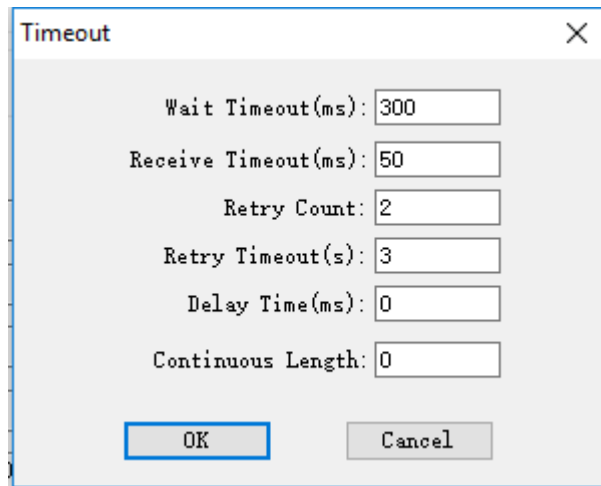 Timeout
Wait Timeout(ms): 300
Receive Timeout(ms): 50
Retry Count: 2
Retry Timeout(s): 3
Delay Time(ms): 0
Continuous Length: 0
OK Cancel